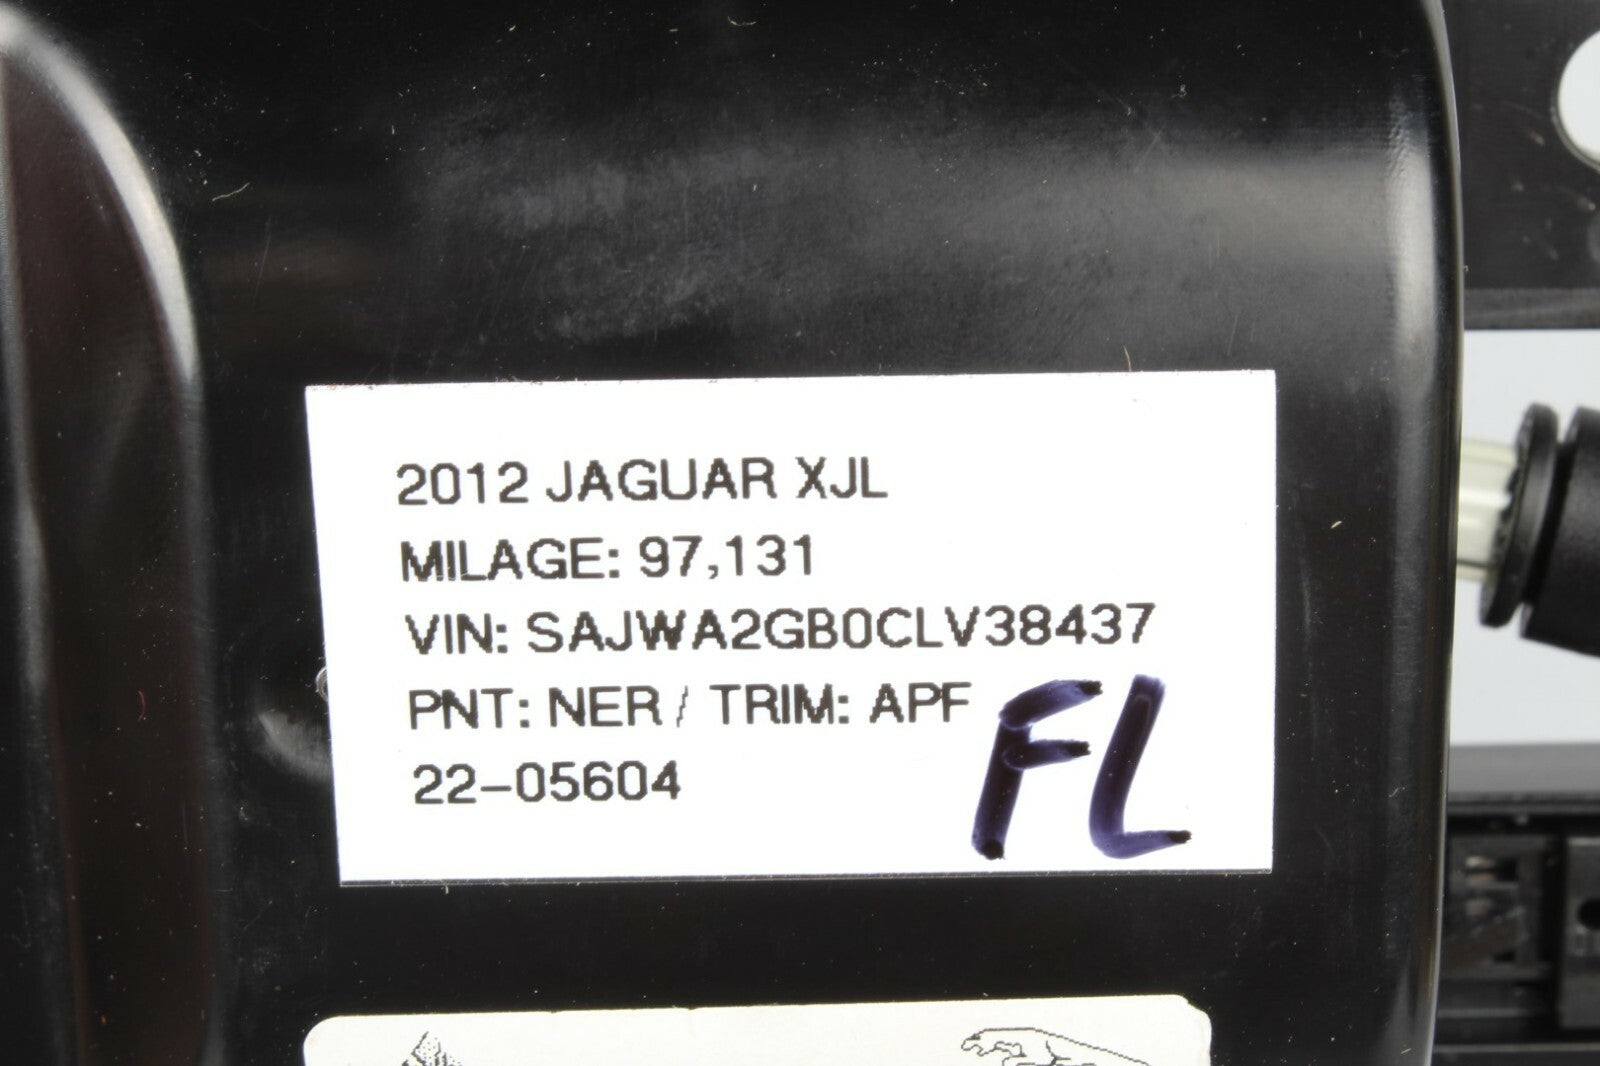 2012 JAGUAR XJL
MILAGE: 97,131
VIN: SAJWA2GB0CLV38437
PNT: NER / TRIM: APF
22-05604
FL